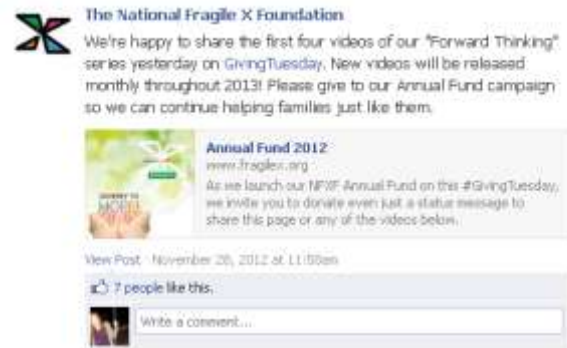 The National Fragile X Foundation
We're happy to share the first four videos of our "Forward Thinking"
series yesterday on GivingTuesday. New videos will be released
monthly throughout 2013! Please give to our Annual Fund campaign
so we can continue helping families just like them.
Annual Fund 2012
www.fragilex.org
As we launch our NFXF Annual Fund on this #GivingTuesday,
we invite you to donate even just a status message to
share this page or any of the videos below.
View Post · November 28, 2012 at 11:58am
7 people like this.
Write a comment...